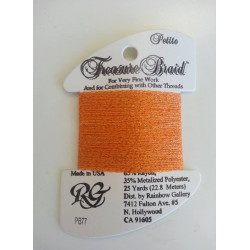 Petite
Treasure Braid®
For Very Fine Work
And for Combining with Other Threads
Made in USA
65% Rayon,
35% Metalized Polyester,
25 Yards (22.8 Meters)
Dist. by Rainbow Gallery
7412 Fulton Ave. #5
N. Hollywood
CA 91605
RG
PB77